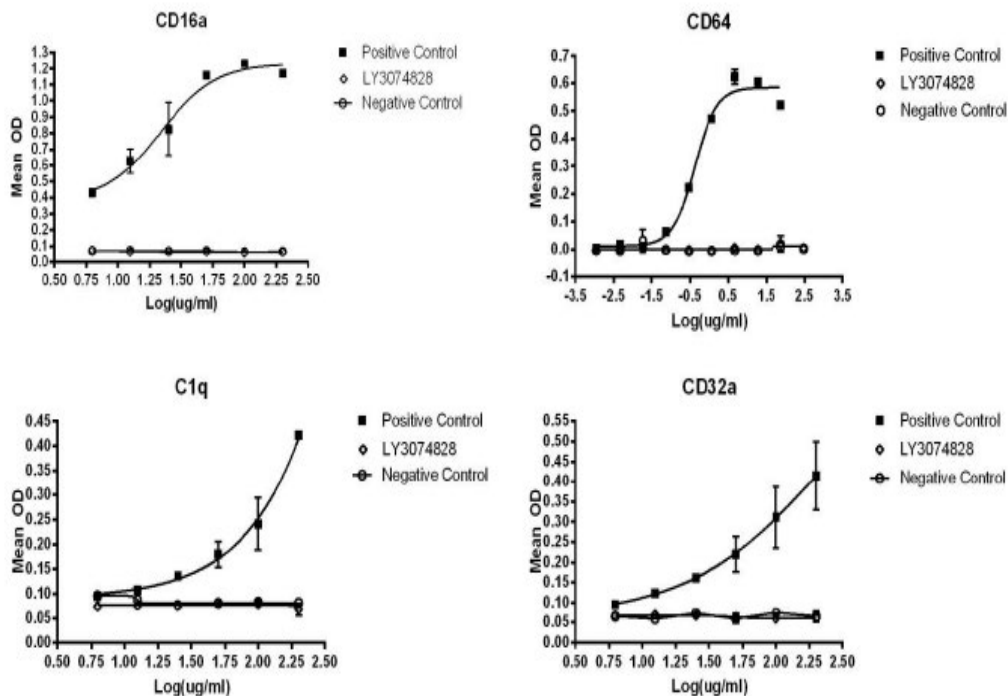 CD16a
Mean OD
1.3
1.2
1.1
1.0
0.9
0.8
0.7
0.6
0.5
0.4
0.3
0.2
0.1
0.0
0.50 0.75 1.00 1.25 1.50 1.75 2.00 2.25 2.50
Log(ug/ml)
Positive Control
LY3074828
Negative Control
CD64
Mean OD
0.7
0.6
0.5
0.4
0.3
0.2
0.1
0.0
-0.1
-3.5 -2.5 -1.5 -0.5 0.5 1.5 2.5 3.5
Log(ug/ml)
Positive Control
LY3074828
Negative Control
C1q
Mean OD
0.45
0.40
0.35
0.30
0.25
0.20
0.15
0.10
0.05
0.00
0.50 0.75 1.00 1.25 1.50 1.75 2.00 2.25 2.50
Log(ug/ml)
Positive Control
LY3074828
Negative Control
CD32a
Mean OD
0.55
0.50
0.45
0.40
0.35
0.30
0.25
0.20
0.15
0.10
0.05
0.00
0.50 0.75 1.00 1.25 1.50 1.75 2.00 2.25 2.50
Log(ug/ml)
Positive Control
LY3074828
Negative Control